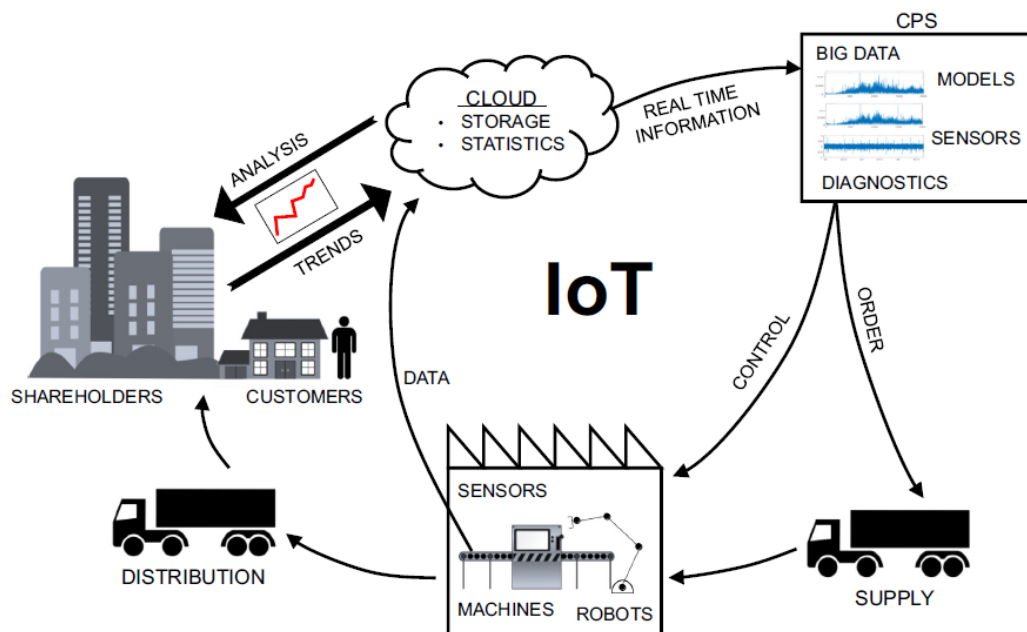 CPS
BIG DATA
MODELS
SENSORS
DIAGNOSTICS
CLOUD
• STORAGE
• STATISTICS
REAL TIME
INFORMATION
ANALYSIS
TRENDS
IoT
CONTROL
ORDER
DATA
SHAREHOLDERS
CUSTOMERS
SENSORS
MACHINES
ROBOTS
DISTRIBUTION
SUPPLY